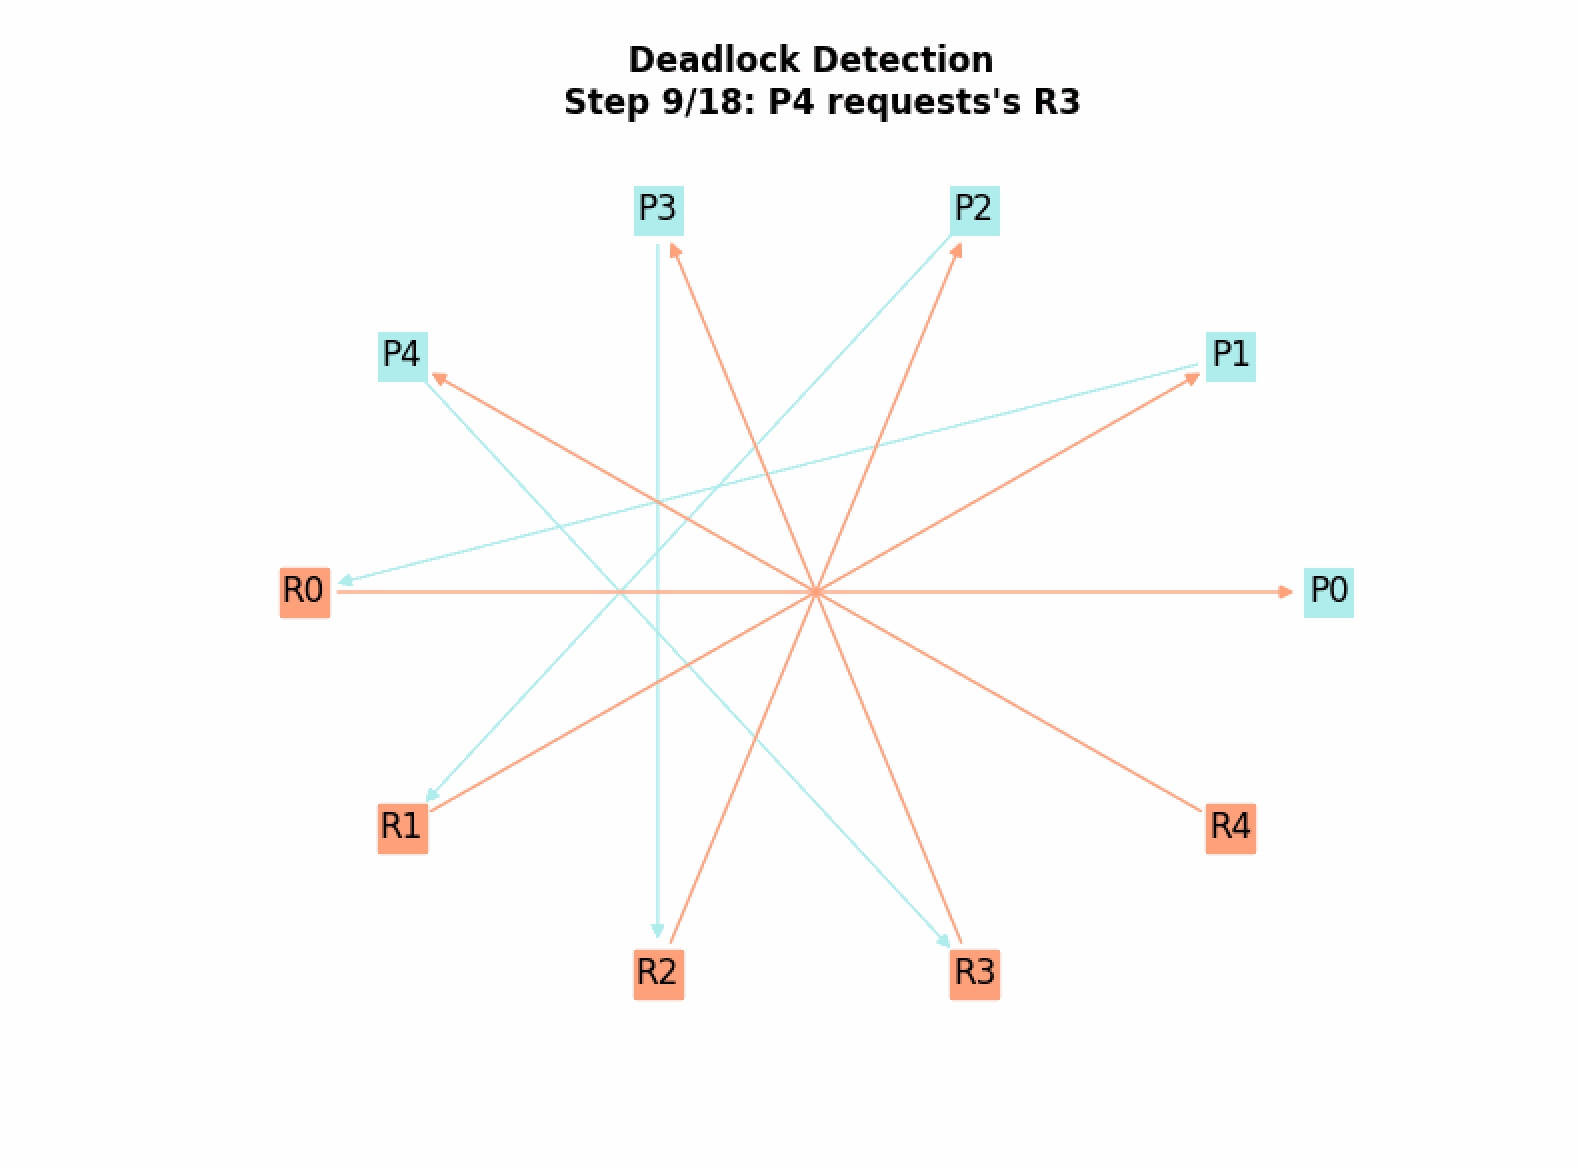 Deadlock Detection
Step 9/18: P4 requests's R3
P3
P2
P4
P1
R0
P0
R1
R4
R2
R3